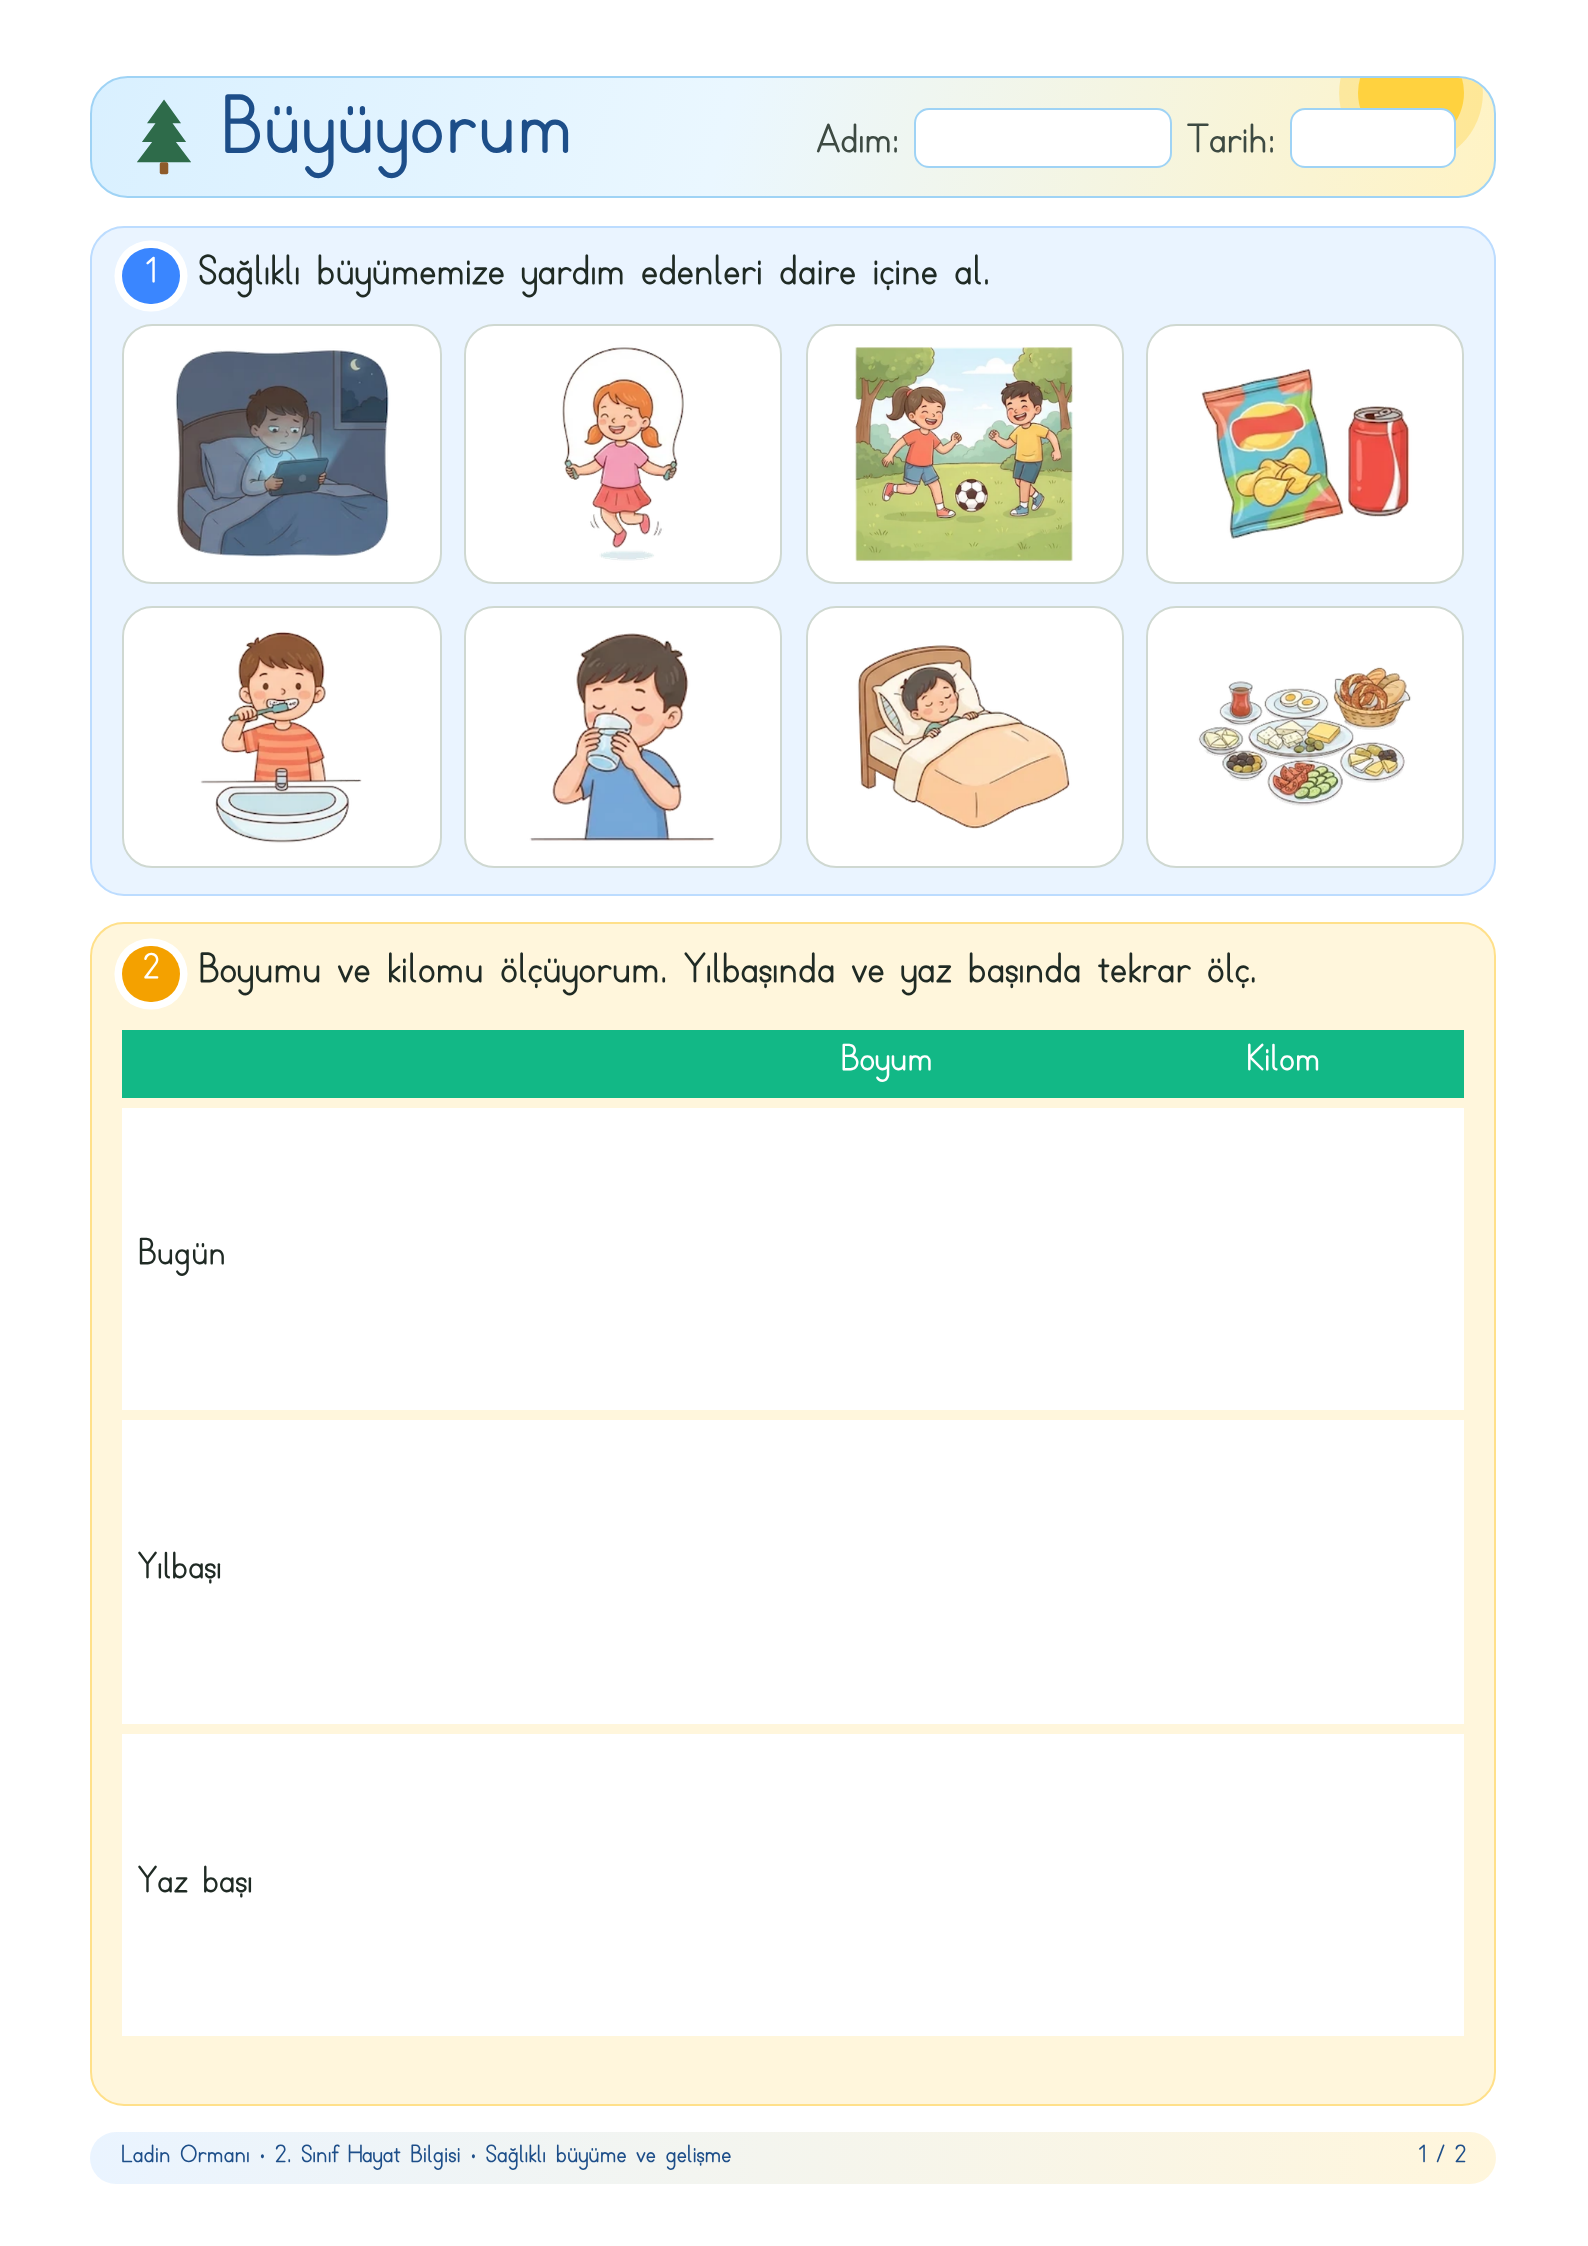 Büyüyorum
Adım:
Tarih:
1 Sağlıklı büyümemize yardım edenleri daire içine al.
2 Boyumu ve kilomu ölçüyorum. Yılbaşında ve yaz başında tekrar ölç.
Boyum Kilom
Bugün
Yılbaşı
Yaz başı
Ladin Ormanı • 2. Sınıf Hayat Bilgisi • Sağlıklı büyüme ve gelişme 1 / 2